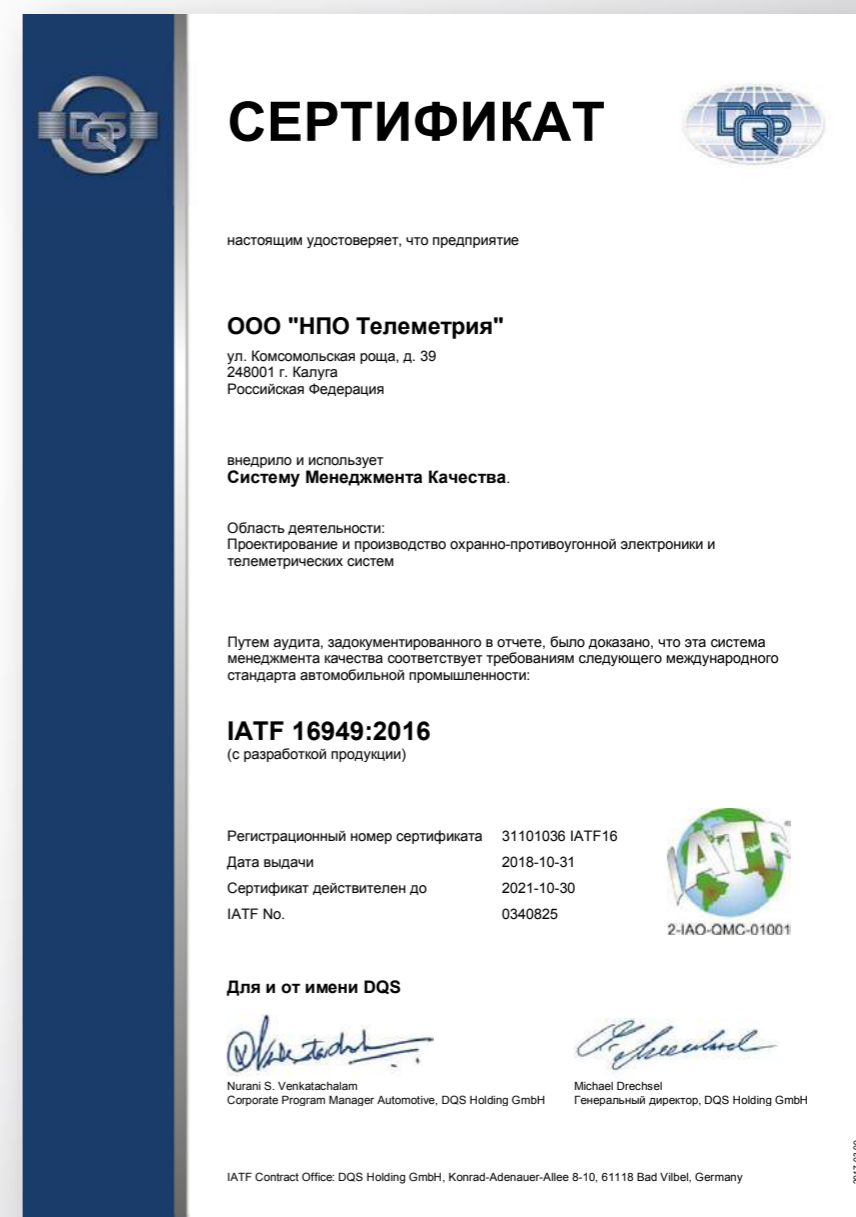 DQS
СЕРТИФИКАТ
DQS
настоящим удостоверяет, что предприятие
ООО "НПО Телеметрия"
ул. Комсомольская роща, д. 39
248001 г. Калуга
Российская Федерация
внедрило и использует
Систему Менеджмента Качества.
Область деятельности:
Проектирование и производство охранно-противоугонной электроники и
телеметрических систем
Путем аудита, задокументированного в отчете, было доказано, что эта система
менеджмента качества соответствует требованиям следующего международного
стандарта автомобильной промышленности:
IATF 16949:2016
(с разработкой продукции)
Регистрационный номер сертификата 31101036 IATF16
Дата выдачи 2018-10-31
Сертификат действителен до 2021-10-30
IATF No. 0340825
IATF
2-IAO-QMC-01001
Для и от имени DQS
Nurani S. Venkatachalam
Corporate Program Manager Automotive, DQS Holding GmbH
Michael Drechsel
Генеральный директор, DQS Holding GmbH
IATF Contract Office: DQS Holding GmbH, Konrad-Adenauer-Allee 8-10, 61118 Bad Vilbel, Germany